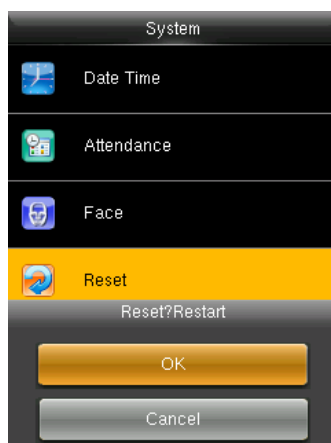 System
Date Time
Attendance
Face
Reset
Reset?Restart
OK
Cancel